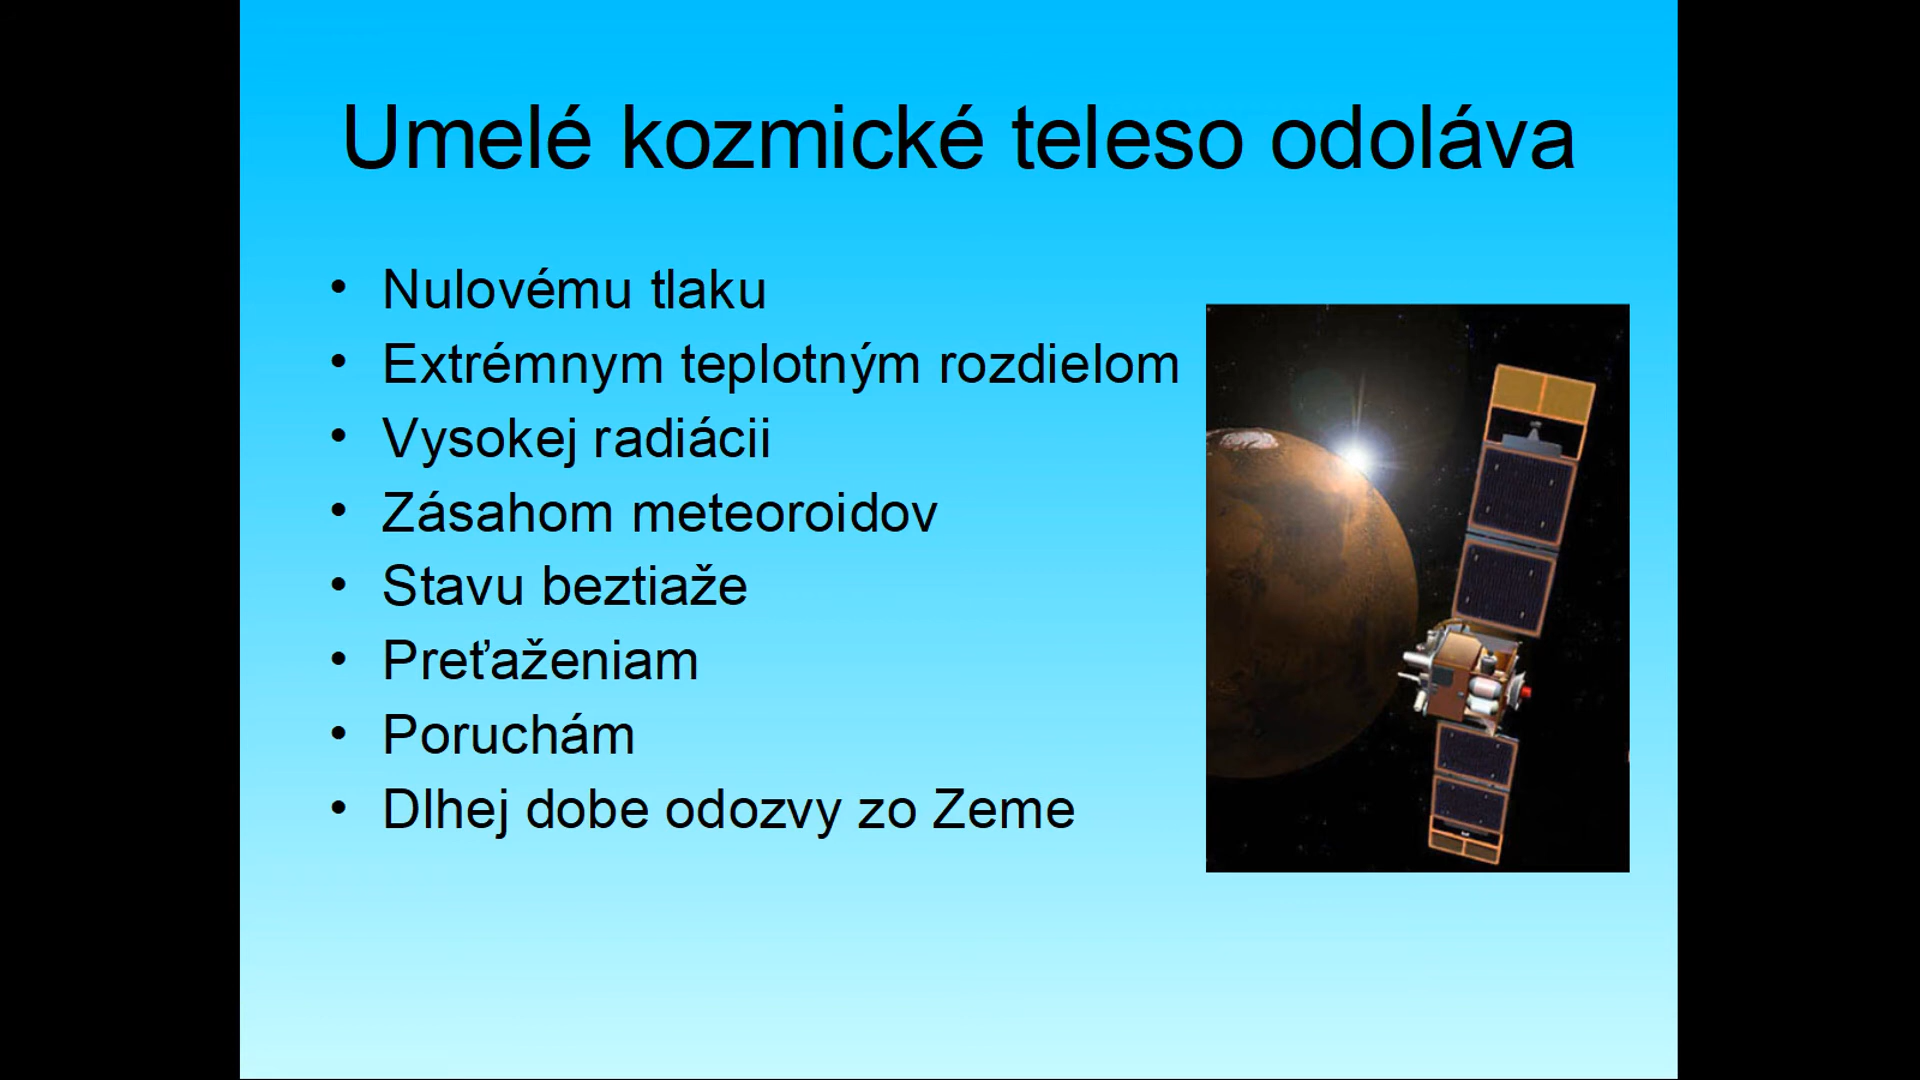 Umelé kozmické teleso odoláva
• Nulovému tlaku
• Extrémnym teplotným rozdielom
• Vysokej radiácii
• Zásahom meteoroidov
• Stavu beztiaže
• Preťaženiam
• Poruchám
• Dlhej dobe odozvy zo Zeme